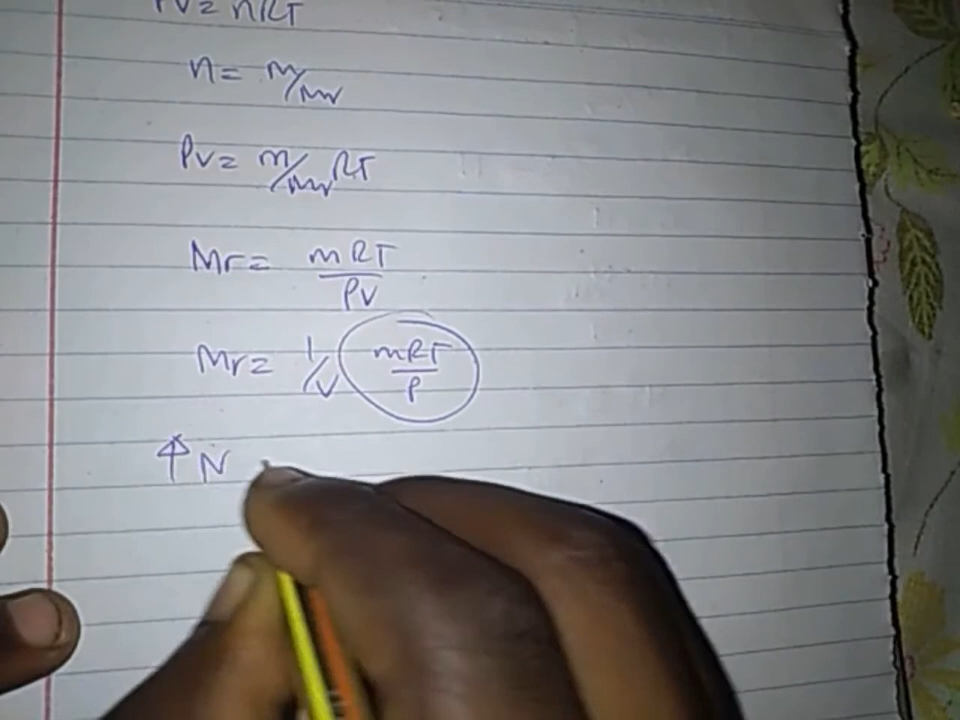 PV = nRT
n = m/Mr
PV = m/Mr RT
Mr = mRT/PV
Mr = 1/V mRT/P
↑ N